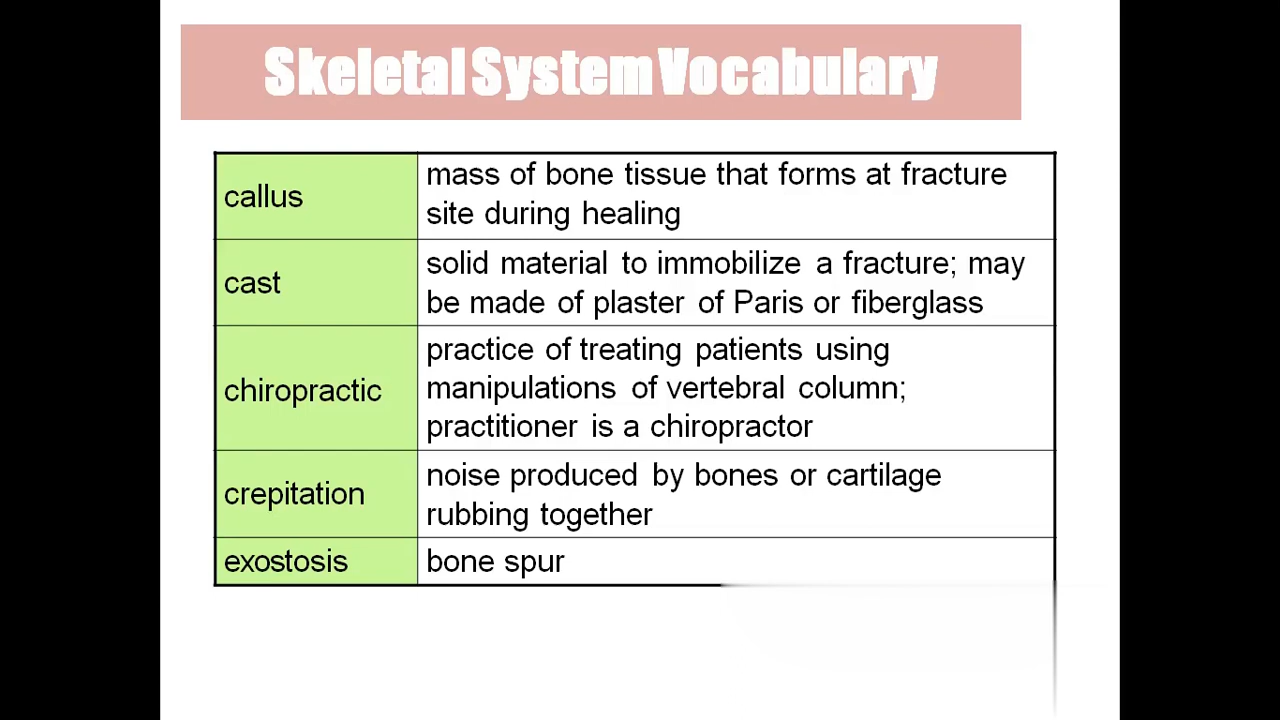 Skeletal System Vocabulary
callus
mass of bone tissue that forms at fracture
site during healing
cast
solid material to immobilize a fracture; may
be made of plaster of Paris or fiberglass
chiropractic
practice of treating patients using
manipulations of vertebral column;
practitioner is a chiropractor
crepitation
noise produced by bones or cartilage
rubbing together
exostosis
bone spur